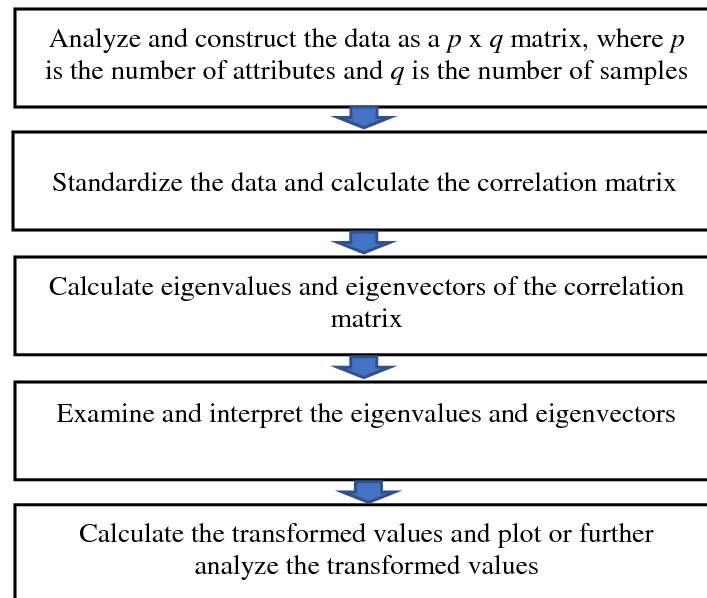 Analyze and construct the data as a p x q matrix, where p
is the number of attributes and q is the number of samples
Standardize the data and calculate the correlation matrix
Calculate eigenvalues and eigenvectors of the correlation
matrix
Examine and interpret the eigenvalues and eigenvectors
Calculate the transformed values and plot or further
analyze the transformed values